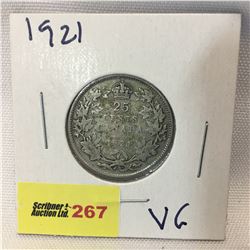 1921
25
CENTS
Scribner
Auction Ltd. 267
VG